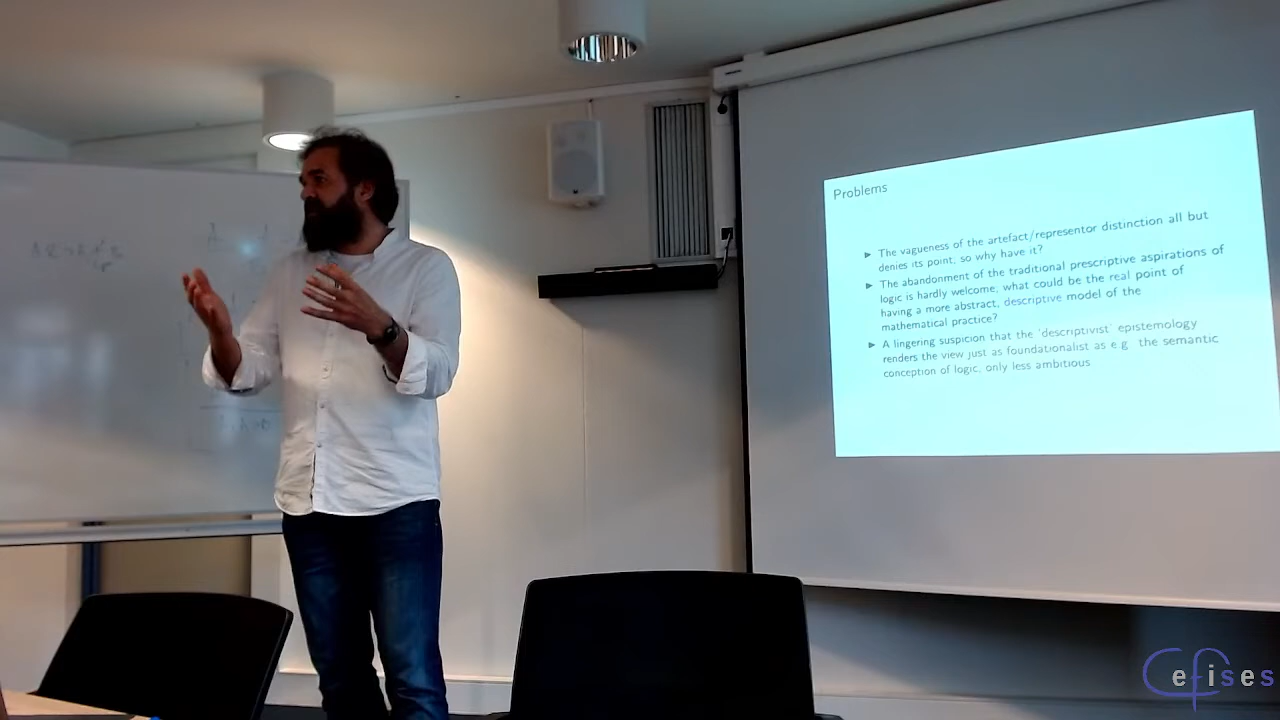 Problems
▶ The vagueness of the artefact/representor distinction all but
denies its point; so why have it?
▶ The abandonment of the traditional prescriptive aspirations of
logic is hardly welcome, what could be the real point of
having a more abstract, descriptive model of the
mathematical practice?
▶ A lingering suspicion that the 'descriptivist' epistemology
renders the view just as foundationalist as e.g. the semantic
conception of logic, only less ambitious
Cefises